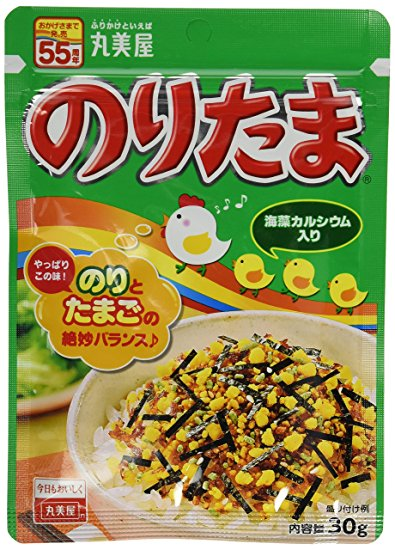 おかげさまで
発売
55周年
ふりかけといえば
丸美屋
のりたま
®
海藻カルシウム
入り
やっぱり
この味!
のりと
たまごの
絶妙バランス♪
今日もおいしく
丸美屋
盛り付け例
内容量 30g